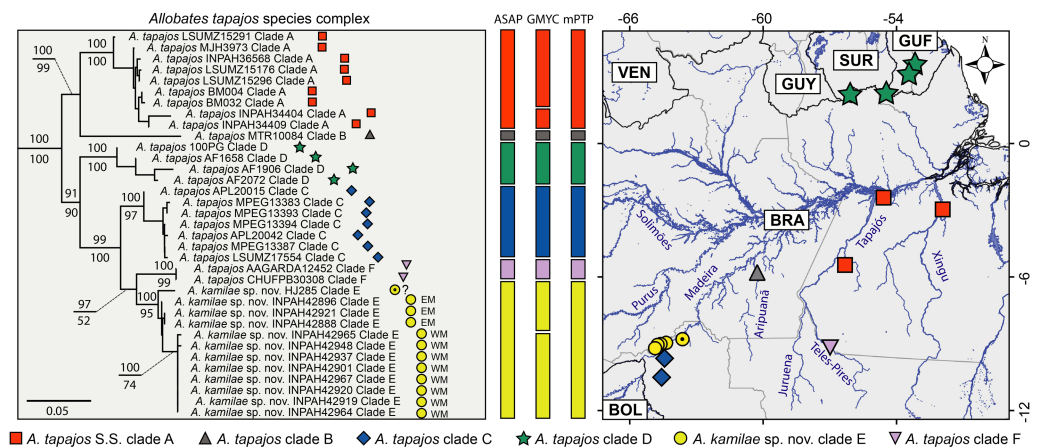 Allobates tapajos species complex
ASAP GMYC mPTP
A. tapajos LSUMZ15291 Clade A
A. tapajos MJH3973 Clade A
A. tapajos INPAH36568 Clade A
A. tapajos LSUMZ15176 Clade A
A. tapajos LSUMZ15296 Clade A
A. tapajos BM004 Clade A
A. tapajos BM032 Clade A
A. tapajos INPAH34404 Clade A
A. tapajos INPAH34409 Clade A
A. tapajos MTR10084 Clade B
A. tapajos 100PG Clade D
A. tapajos AF1658 Clade D
A. tapajos AF1906 Clade D
A. tapajos AF2072 Clade D
A. tapajos APL20015 Clade C
A. tapajos MPEG13383 Clade C
A. tapajos MPEG13393 Clade C
A. tapajos MPEG13394 Clade C
A. tapajos APL20042 Clade C
A. tapajos MPEG13387 Clade C
A. tapajos LSUMZ17554 Clade C
A. tapajos AAGARDA12452 Clade F
A. tapajos CHUFPB30308 Clade F
A. kamilae sp. nov. HJ285 Clade E ?
A. kamilae sp. nov. INPAH42896 Clade E EM
A. kamilae sp. nov. INPAH42921 Clade E EM
A. kamilae sp. nov. INPAH42888 Clade E EM
A. kamilae sp. nov. INPAH42965 Clade E WM
A. kamilae sp. nov. INPAH42948 Clade E WM
A. kamilae sp. nov. INPAH42937 Clade E WM
A. kamilae sp. nov. INPAH42901 Clade E WM
A. kamilae sp. nov. INPAH42967 Clade E WM
A. kamilae sp. nov. INPAH42920 Clade E WM
A. kamilae sp. nov. INPAH42919 Clade E WM
A. kamilae sp. nov. INPAH42964 Clade E WM
100
99
100
100
100
100
100
100
91
90
100
97
99
100
100
99
97
52
100
95
100
74
0.05
-66 -60 -54
0
-6
-12
N
VEN
GUY
SUR
GUF
BRA
BOL
Solimões
Purus
Madeira
Aripuanã
Juruena
Teles-Pires
Tapajós
Xingu
A. tapajos S.S. clade A
A. tapajos clade B
A. tapajos clade C
A. tapajos clade D
A. kamilae sp. nov. clade E
A. tapajos clade F